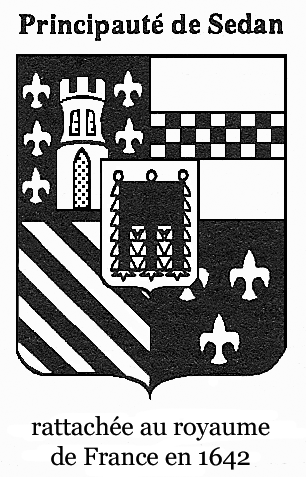 Principauté de Sedan
rattachée au royaume
de France en 1642